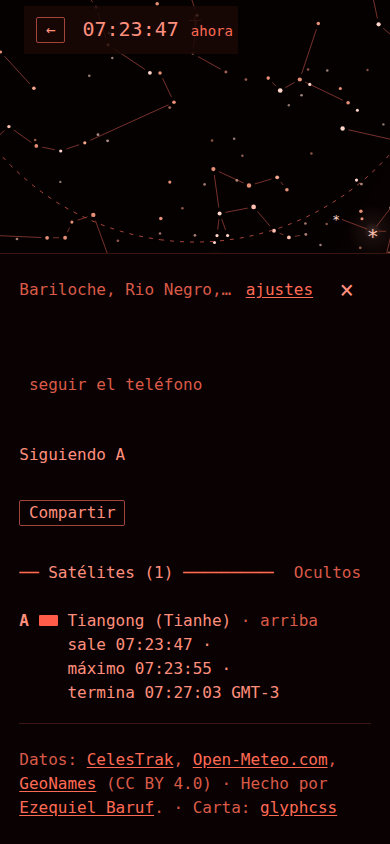 ← 07:23:47 ahora
Bariloche, Rio Negro,… ajustes ×
seguir el teléfono
Siguiendo A
Compartir
── Satélites (1) ───────── Ocultos
A Tiangong (Tianhe) · arriba
sale 07:23:47 ·
máximo 07:23:55 ·
termina 07:27:03 GMT-3
Datos: CelesTrak, Open-Meteo.com,
GeoNames (CC BY 4.0) · Hecho por
Ezequiel Baruf. · Carta: glyphcss